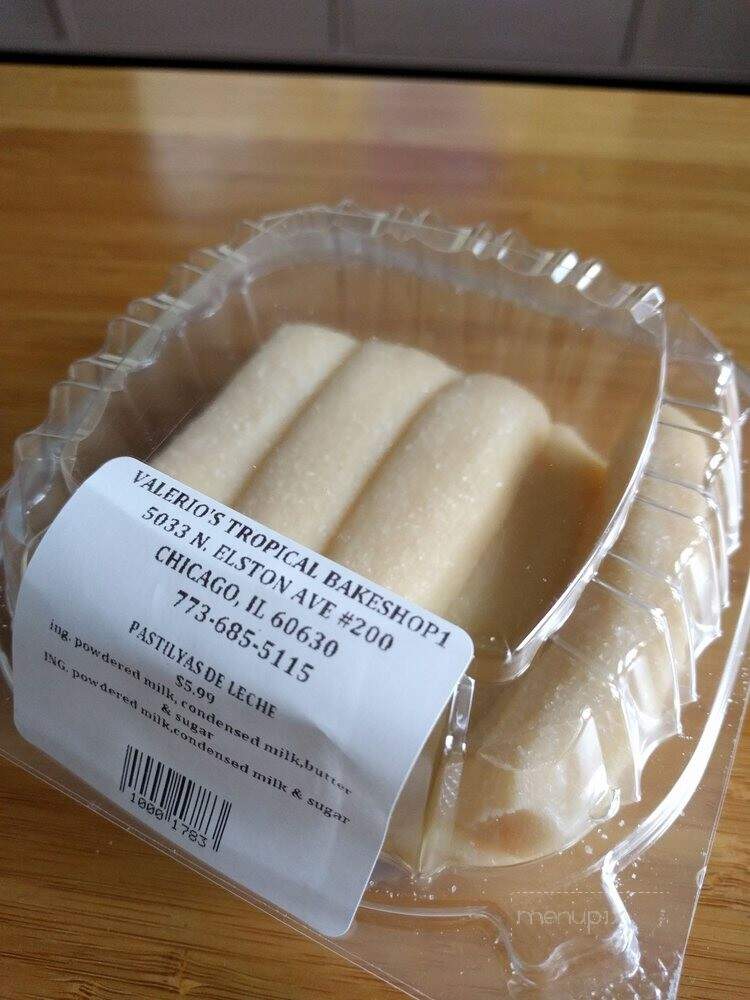 VALERIO'S TROPICAL BAKESHOP1
5033 N. ELSTON AVE #200
CHICAGO, IL 60630
773-685-5115
PASTILYAS DE LECHE
$5.99
ing. powdered milk, condensed milk,butter
& sugar
ING. powdered milk,condensed milk & sugar
10001783
menupix